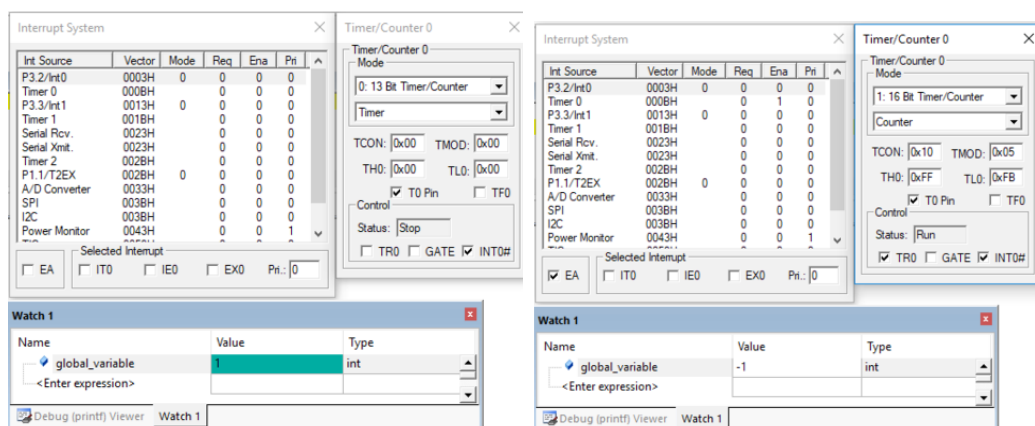 Interrupt System
Int Source Vector Mode Req Ena Pri
P3.2/Int0 0003H 0 0 0 0
Timer 0 000BH 0 0 0
P3.3/Int1 0013H 0 0 0 0
Timer 1 001BH 0 0 0
Serial Rcv. 0023H 0 0 0
Serial Xmit. 0023H 0 0 0
Timer 2 002BH 0 0 0
P1.1/T2EX 002BH 0 0 0 0
A/D Converter 0033H 0 0 0
SPI 003BH 0 0 0
I2C 003BH 0 0 0
Power Monitor 0043H 0 0 1
Selected Interrupt
EA IT0 IE0 EX0 Pri.: 0
Timer/Counter 0
Timer/Counter 0
Mode
0: 13 Bit Timer/Counter
Timer
TCON: 0x00 TMOD: 0x00
TH0: 0x00 TL0: 0x00
T0 Pin TF0
Control
Status: Stop
TR0 GATE INT0#
Watch 1
Name Value Type
global_variable 1 int
<Enter expression>
Debug (printf) Viewer Watch 1
Interrupt System
Int Source Vector Mode Req Ena Pri
P3.2/Int0 0003H 0 0 0 0
Timer 0 000BH 0 1 0
P3.3/Int1 0013H 0 0 0 0
Timer 1 001BH 0 0 0
Serial Rcv. 0023H 0 0 0
Serial Xmit. 0023H 0 0 0
Timer 2 002BH 0 0 0
P1.1/T2EX 002BH 0 0 0 0
A/D Converter 0033H 0 0 0
SPI 003BH 0 0 0
I2C 003BH 0 0 0
Power Monitor 0043H 0 0 1
Selected Interrupt
EA IT0 IE0 EX0 Pri.: 0
Timer/Counter 0
Timer/Counter 0
Mode
1: 16 Bit Timer/Counter
Counter
TCON: 0x10 TMOD: 0x05
TH0: 0xFF TL0: 0xFB
T0 Pin TF0
Control
Status: Run
TR0 GATE INT0#
Watch 1
Name Value Type
global_variable -1 int
<Enter expression>
Debug (printf) Viewer Watch 1